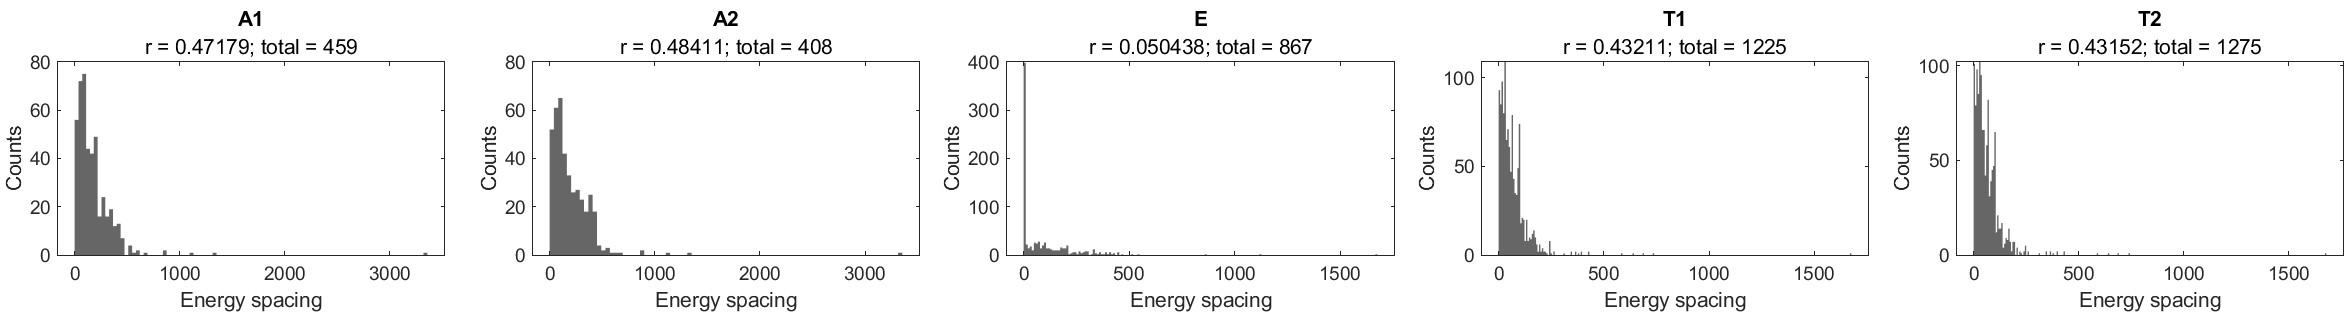 A1
r = 0.47179; total = 459
80
60
40
20
0
Counts
0 1000 2000 3000
Energy spacing
A2
r = 0.48411; total = 408
80
60
40
20
0
Counts
0 1000 2000 3000
Energy spacing
E
r = 0.050438; total = 867
400
300
200
100
0
Counts
0 500 1000 1500
Energy spacing
T1
r = 0.43211; total = 1225
100
50
0
Counts
0 500 1000 1500
Energy spacing
T2
r = 0.43152; total = 1275
100
50
0
Counts
0 500 1000 1500
Energy spacing